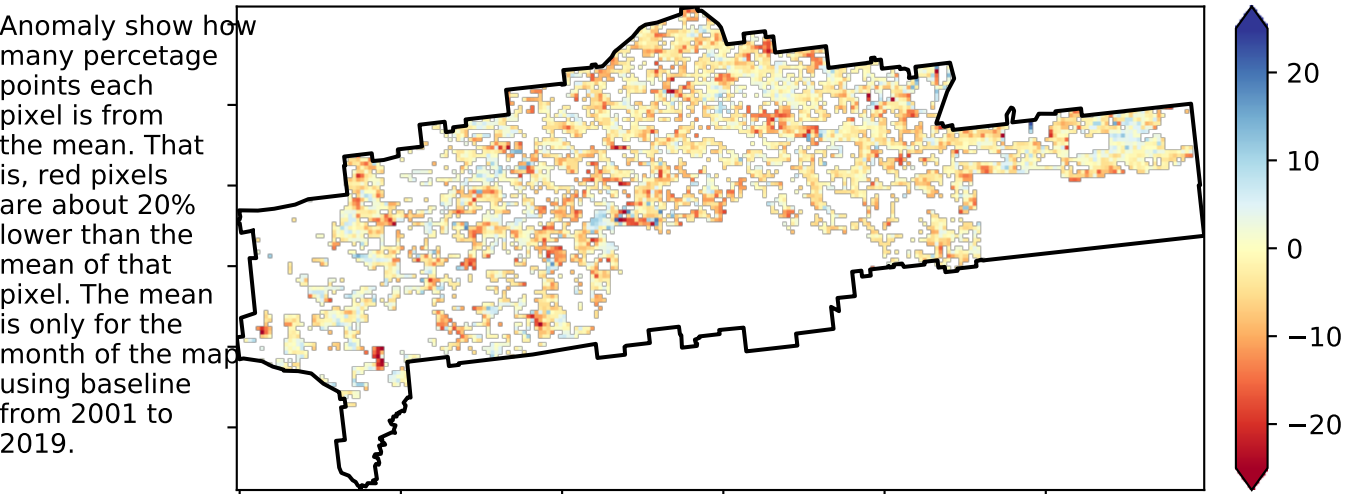 Anomaly show how
many percetage
points each
pixel is from
the mean. That
is, red pixels
are about 20%
lower than the
mean of that
pixel. The mean
is only for the
month of the map
using baseline
from 2001 to
2019.
20
10
0
−10
−20